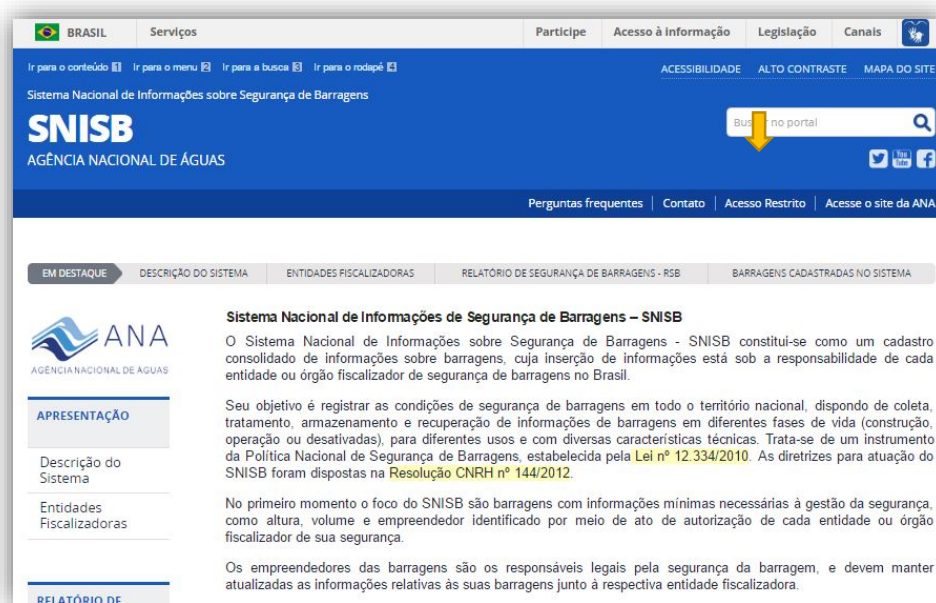 BRASIL Serviços Participe Acesso à informação Legislação Canais
Ir para o conteúdo 1 Ir para o menu 2 Ir para a busca 3 Ir para o rodapé 4 ACESSIBILIDADE ALTO CONTRASTE MAPA DO SITE
Sistema Nacional de Informações sobre Segurança de Barragens
SNISB
AGÊNCIA NACIONAL DE ÁGUAS
no portal
You Tube
Perguntas frequentes | Contato | Acesso Restrito | Acesse o site da ANA
EM DESTAQUE DESCRIÇÃO DO SISTEMA ENTIDADES FISCALIZADORAS RELATÓRIO DE SEGURANÇA DE BARRAGENS - RSB BARRAGENS CADASTRADAS NO SISTEMA
ANA
AGÊNCIA NACIONAL DE ÁGUAS
APRESENTAÇÃO
Descrição do
Sistema
Entidades
Fiscalizadoras
RELATÓRIO DE
Sistema Nacional de Informações de Segurança de Barragens – SNISB
O Sistema Nacional de Informações sobre Segurança de Barragens - SNISB constitui-se como um cadastro
consolidado de informações sobre barragens, cuja inserção de informações está sob a responsabilidade de cada
entidade ou órgão fiscalizador de segurança de barragens no Brasil.
Seu objetivo é registrar as condições de segurança de barragens em todo o território nacional, dispondo de coleta,
tratamento, armazenamento e recuperação de informações de barragens em diferentes fases de vida (construção,
operação ou desativadas), para diferentes usos e com diversas características técnicas. Trata-se de um instrumento
da Política Nacional de Segurança de Barragens, estabelecida pela Lei nº 12.334/2010. As diretrizes para atuação do
SNISB foram dispostas na Resolução CNRH nº 144/2012.
No primeiro momento o foco do SNISB são barragens com informações mínimas necessárias à gestão da segurança,
como altura, volume e empreendedor identificado por meio de ato de autorização de cada entidade ou órgão
fiscalizador de sua segurança.
Os empreendedores das barragens são os responsáveis legais pela segurança da barragem, e devem manter
atualizadas as informações relativas às suas barragens junto à respectiva entidade fiscalizadora.